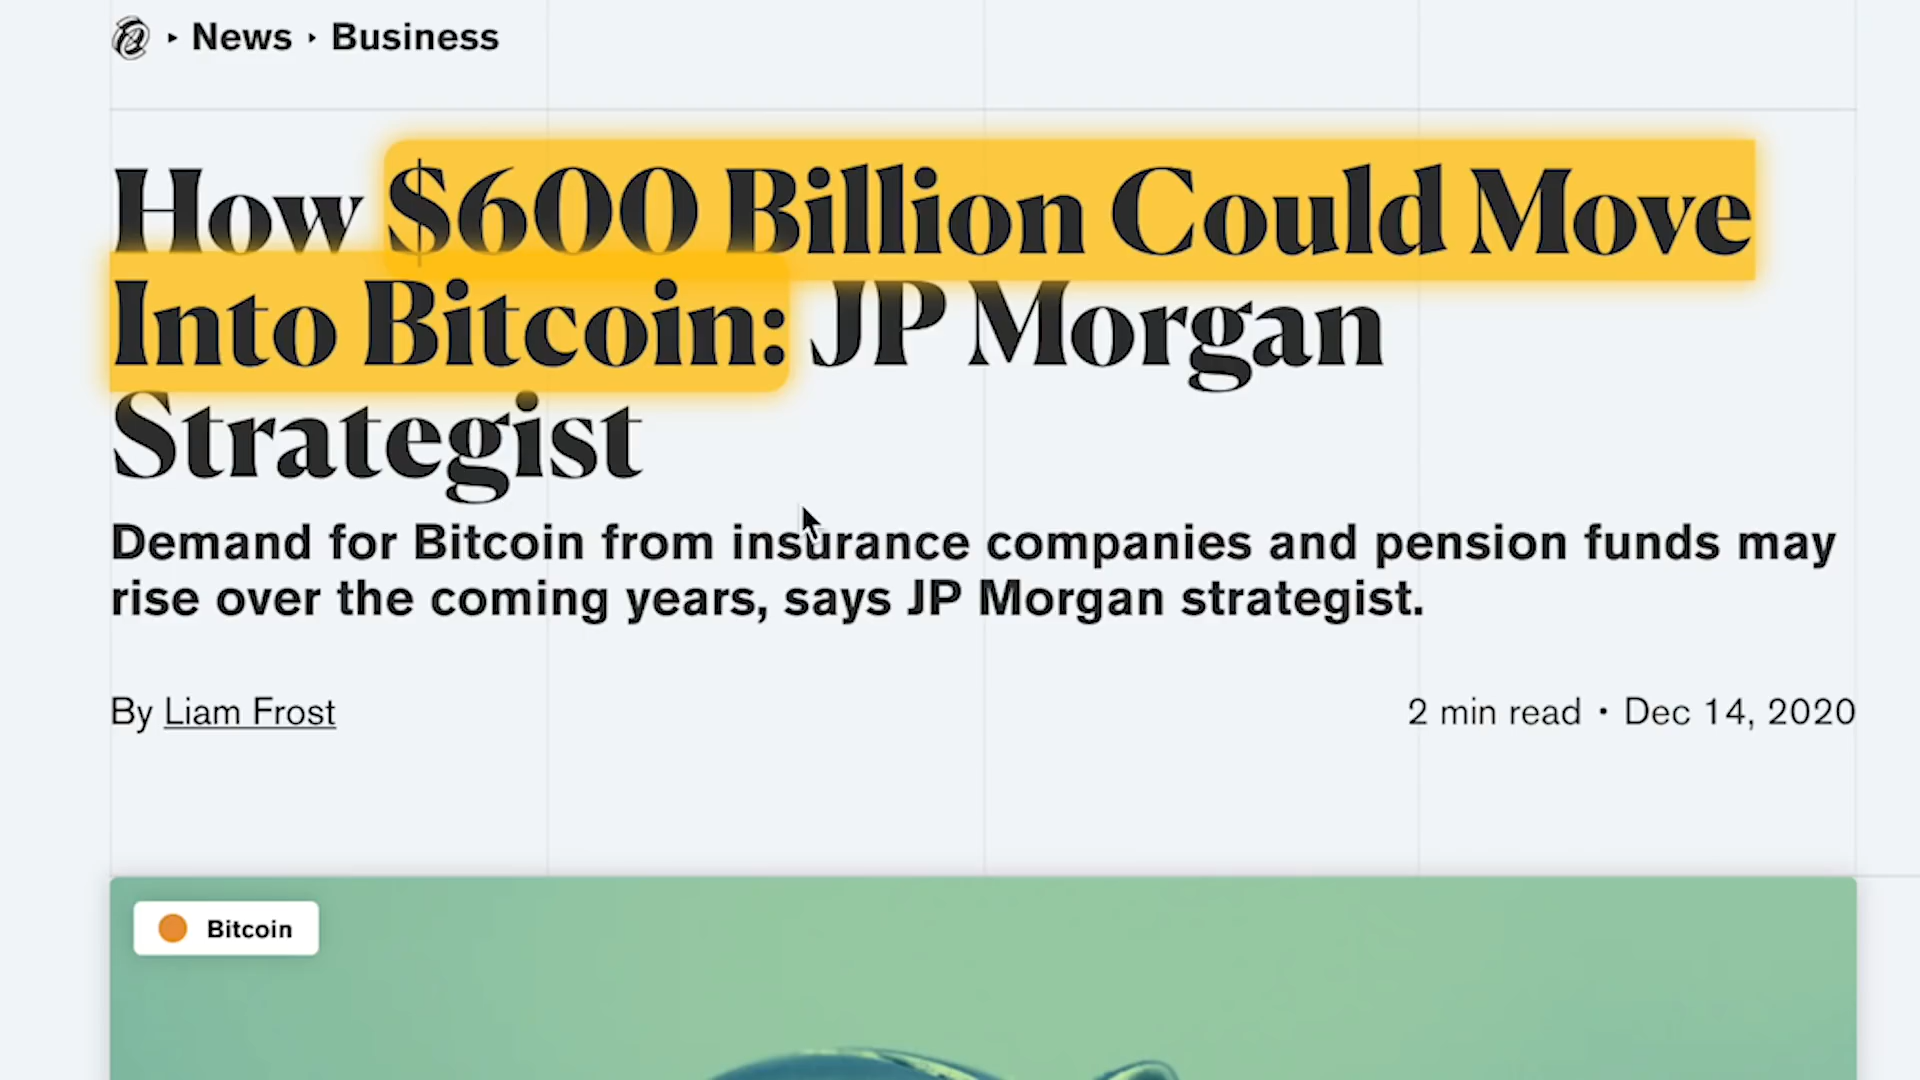 News ‣ Business
How $600 Billion Could Move
Into Bitcoin: JP Morgan
Strategist
Demand for Bitcoin from insurance companies and pension funds may
rise over the coming years, says JP Morgan strategist.
By Liam Frost
2 min read • Dec 14, 2020
Bitcoin